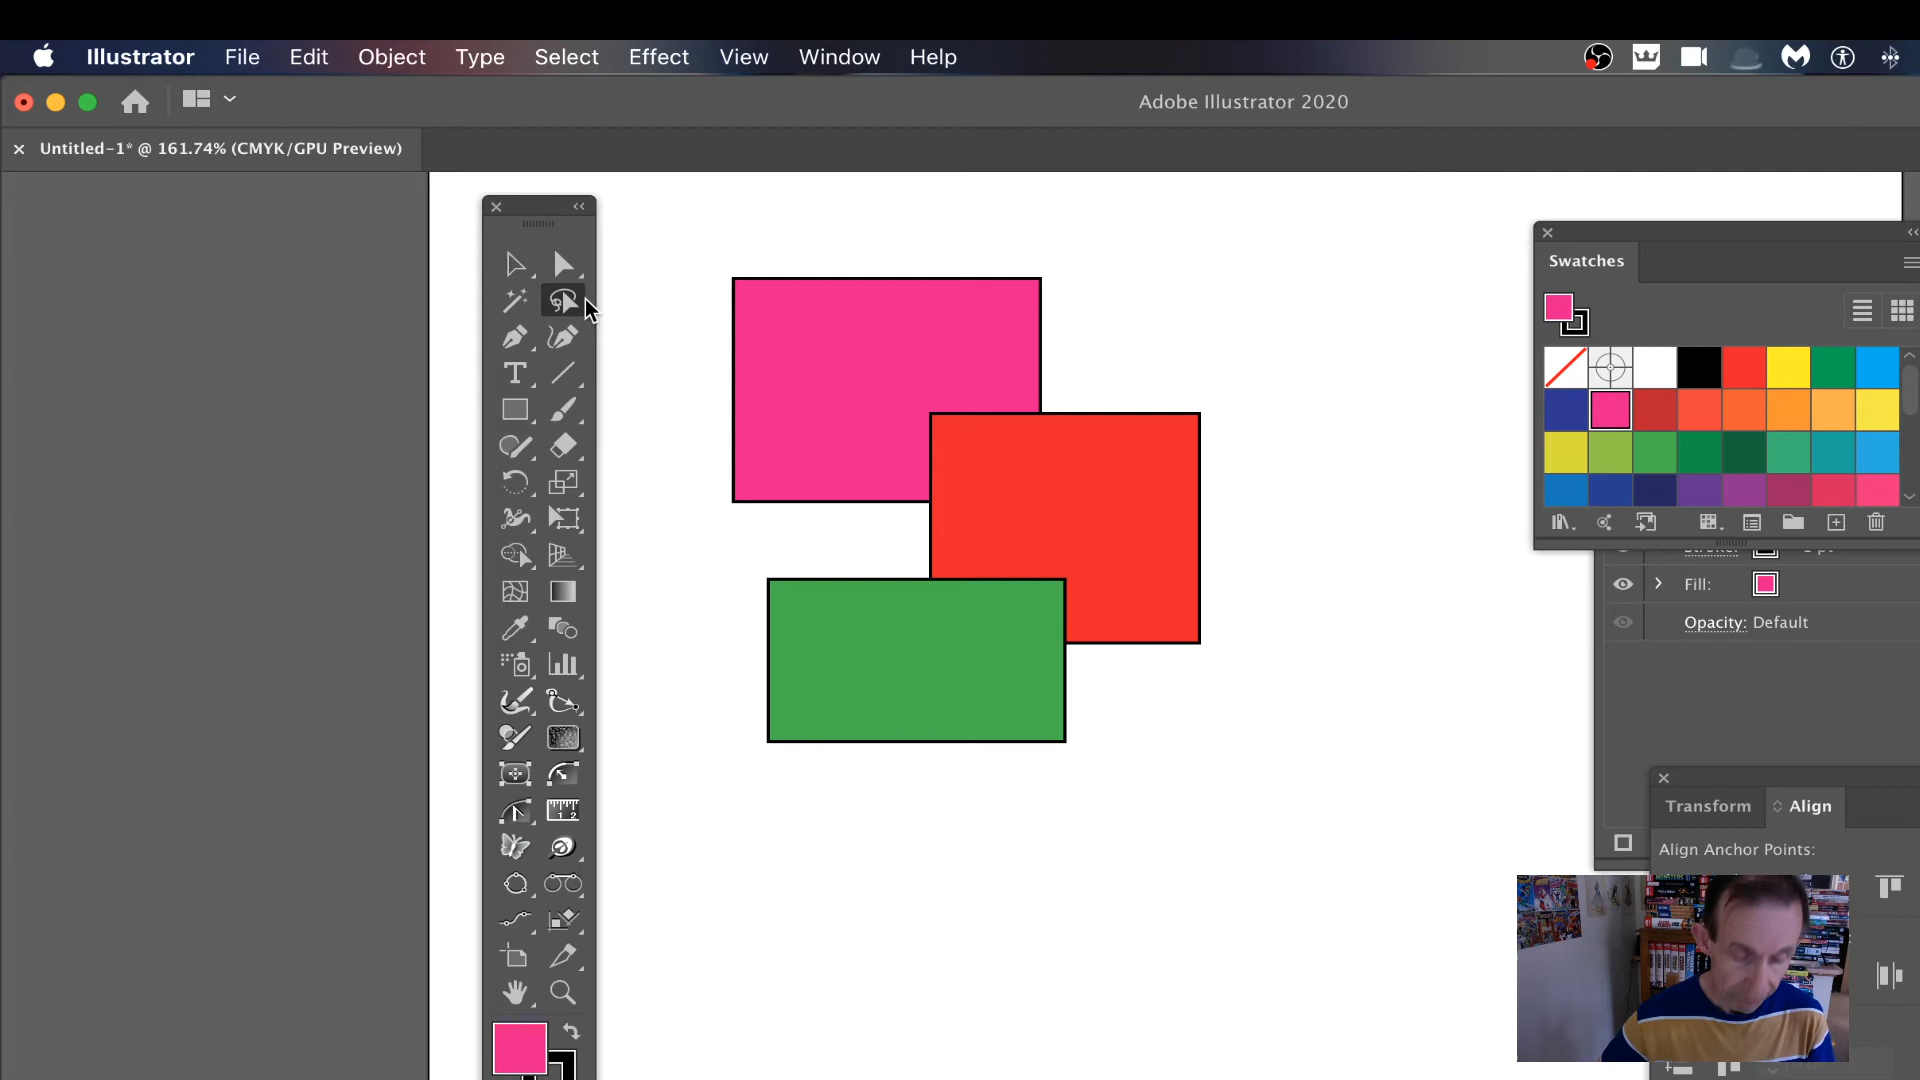 Illustrator File Edit Object Type Select Effect View Window Help
Adobe Illustrator 2020
Untitled-1* @ 161.74% (CMYK/GPU Preview)
Swatches
Fill:
Opacity: Default
Transform Align
Align Anchor Points: